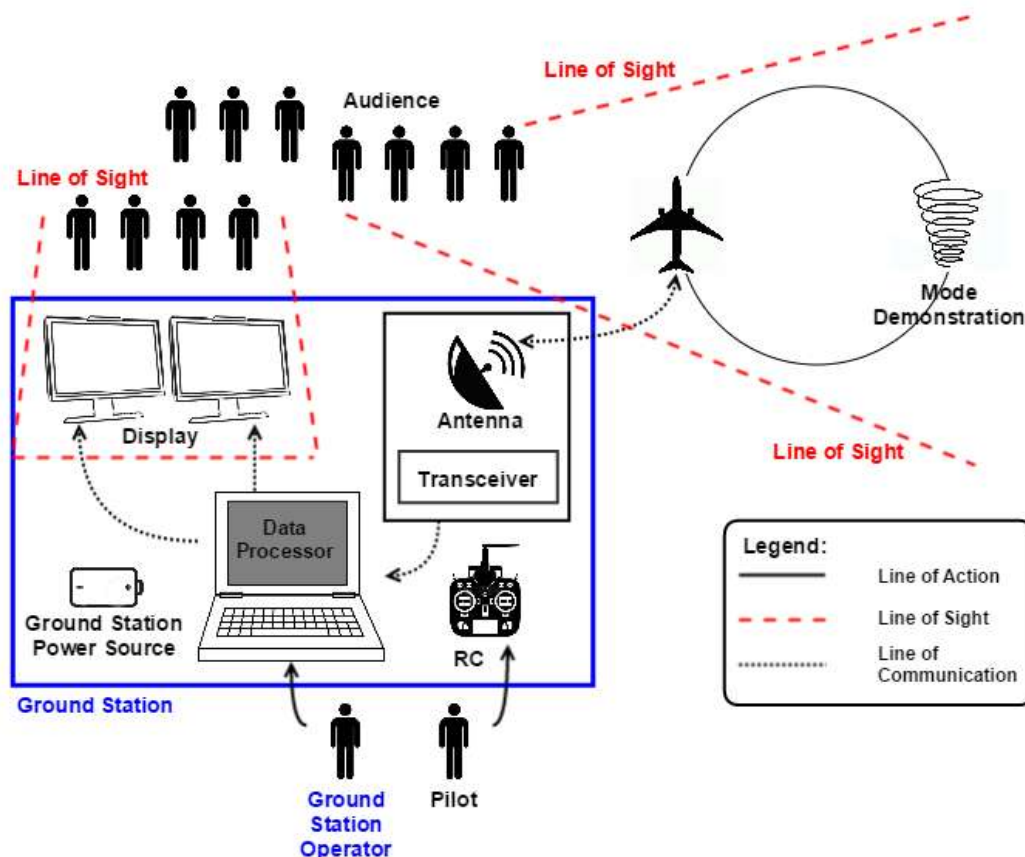 Line of Sight
Audience
Line of Sight
Mode
Demonstration
Antenna
Display
Transceiver
Line of Sight
Data
Processor
Legend:
Line of Action
Line of Sight
Line of
Communication
Ground Station
Power Source
RC
Ground Station
Ground
Station
Operator
Pilot